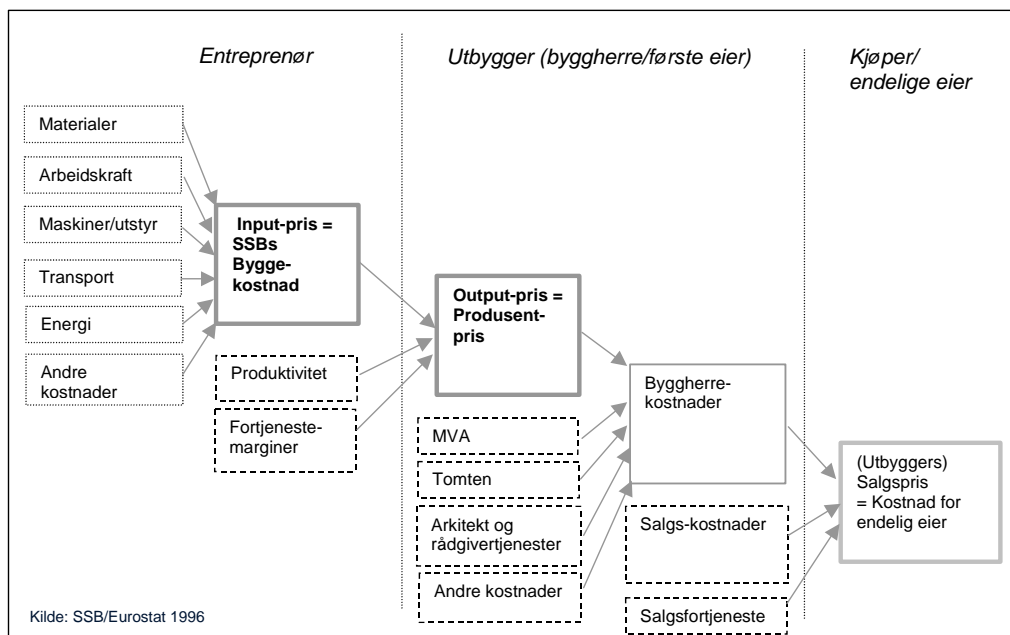 Entreprenør
Utbygger (byggherre/første eier)
Kjøper/
endelige eier
Materialer
Arbeidskraft
Maskiner/utstyr
Transport
Energi
Andre
kostnader
Input-pris =
SSBs
Bygge-
kostnad
Produktivitet
Fortjeneste-
marginer
Output-pris =
Produsent-
pris
MVA
Tomten
Arkitekt og
rådgivertjenester
Andre kostnader
Byggherre-
kostnader
Salgs-kostnader
Salgsfortjeneste
(Utbyggers)
Salgspris
= Kostnad for
endelig eier
Kilde: SSB/Eurostat 1996